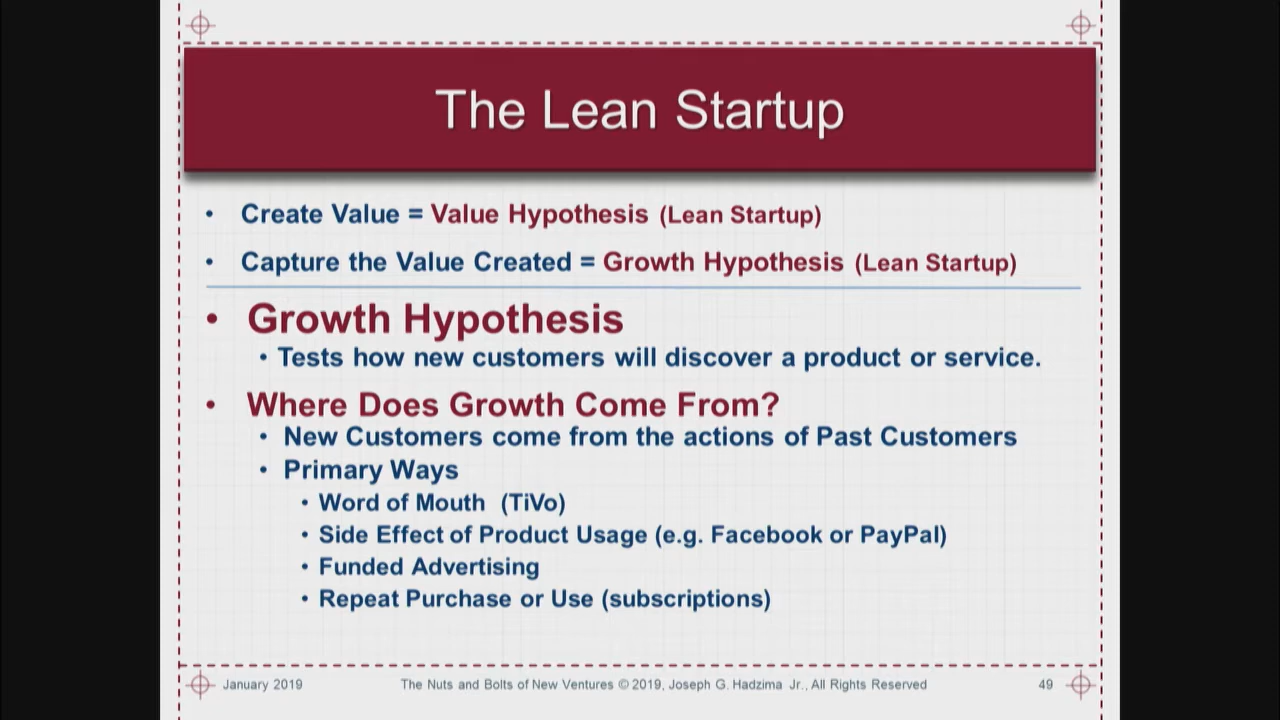 The Lean Startup
• Create Value = Value Hypothesis (Lean Startup)
• Capture the Value Created = Growth Hypothesis (Lean Startup)
• Growth Hypothesis
• Tests how new customers will discover a product or service.
• Where Does Growth Come From?
• New Customers come from the actions of Past Customers
• Primary Ways
• Word of Mouth (TiVo)
• Side Effect of Product Usage (e.g. Facebook or PayPal)
• Funded Advertising
• Repeat Purchase or Use (subscriptions)
January 2019 The Nuts and Bolts of New Ventures © 2019, Joseph G. Hadzima Jr., All Rights Reserved 49